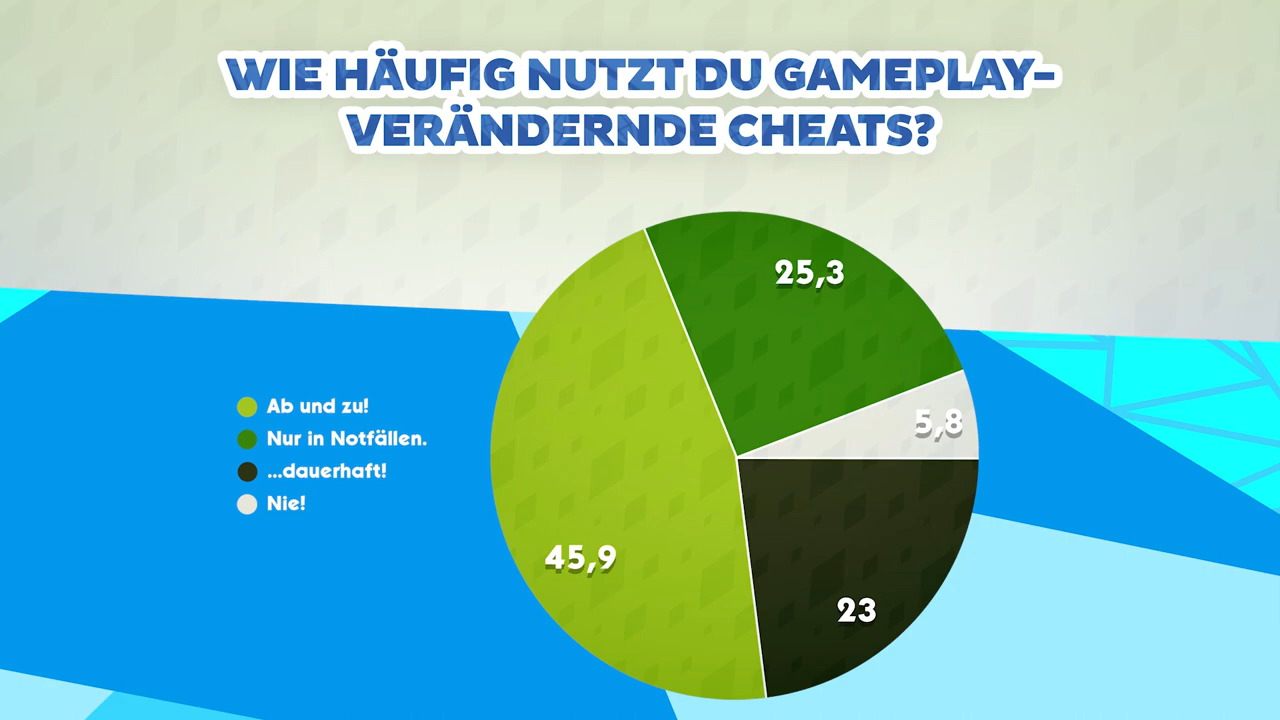 WIE HÄUFIG NUTZT DU GAMEPLAY-
VERÄNDERNDE CHEATS?
25,3
5,8
Ab und zu!
Nur in Notfällen.
...dauerhaft!
Nie!
45,9
23